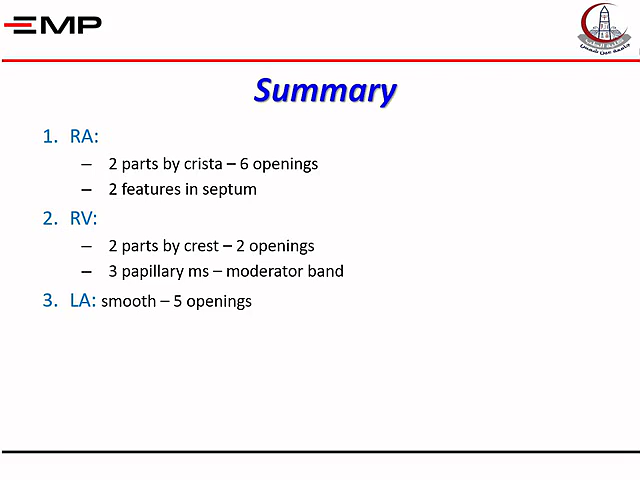 EMP
Summary
1. RA:
– 2 parts by crista – 6 openings
– 2 features in septum
2. RV:
– 2 parts by crest – 2 openings
– 3 papillary ms – moderator band
3. LA: smooth – 5 openings